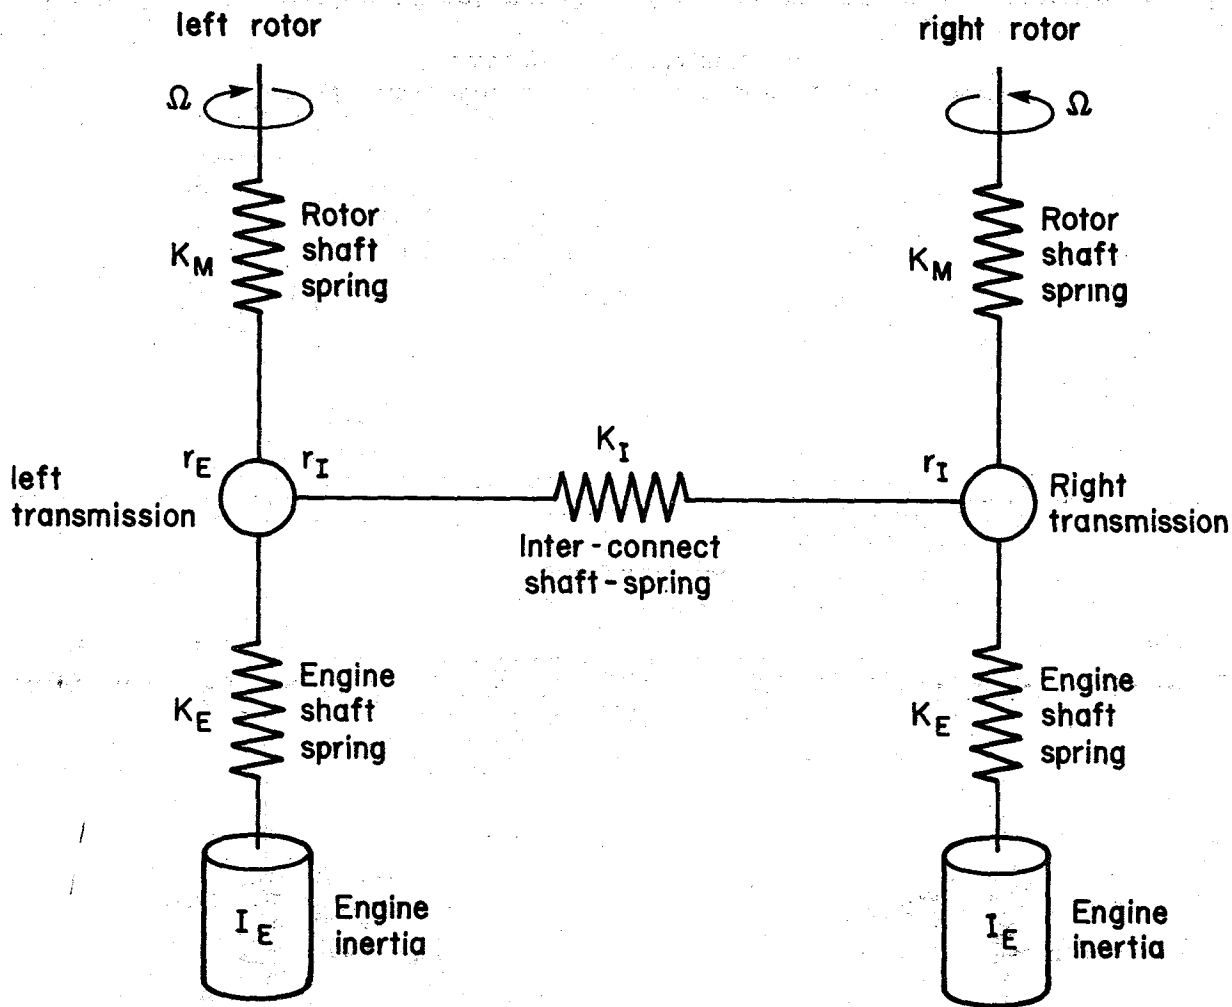 left rotor
right rotor
Ω
Ω
K_M
Rotor
shaft
spring
K_M
Rotor
shaft
spring
K_I
r_E
r_I
r_I
left
transmission
Right
transmission
Inter-connect
shaft-spring
K_E
Engine
shaft
spring
K_E
Engine
shaft
spring
I_E
Engine
inertia
I_E
Engine
inertia